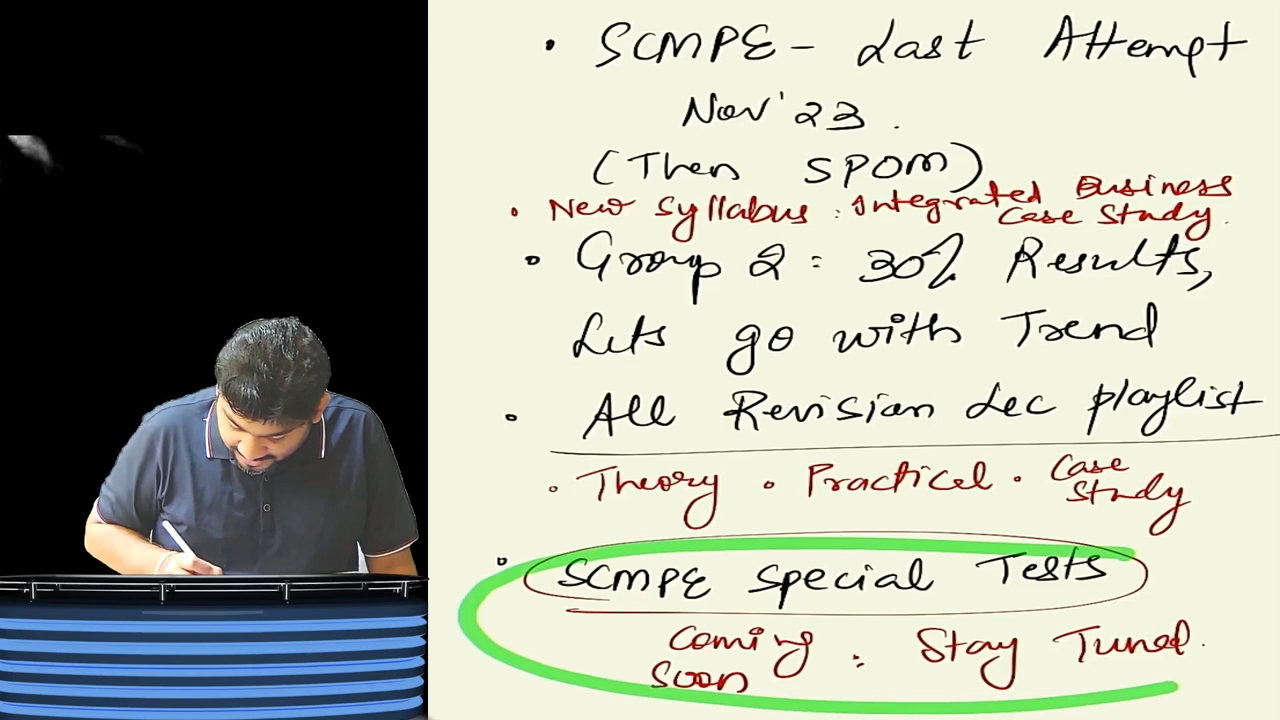 • SCMPE - Last Attempt
Nov' 23.
(Then SPOM)
• New Syllabus : Integrated Business
Case Study.
• Group 2 : 30% Results,
Lets go with Trend
• All Revision Lec playlist
• Theory • Practical • Case
Study
• SCMPE Special Tests
Coming : Stay Tuned.
Soon